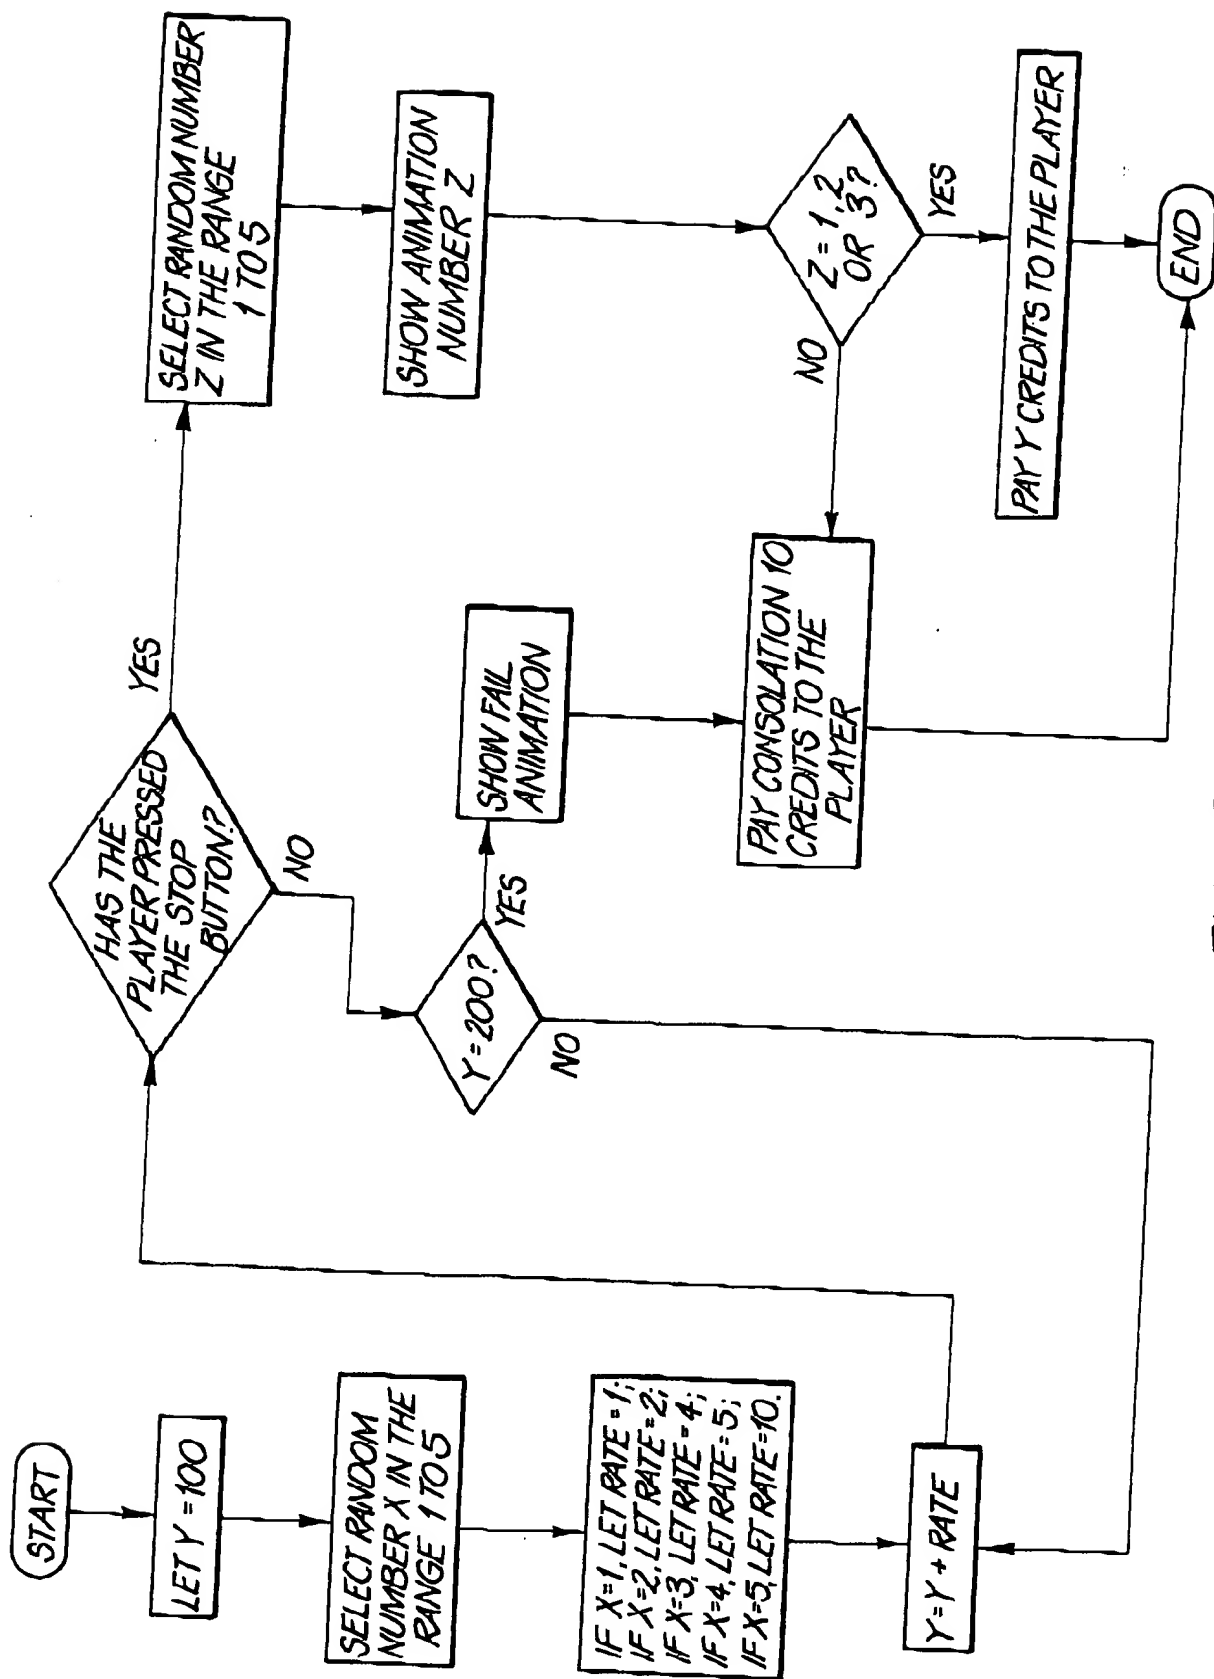 START
LET Y = 100
SELECT RANDOM
NUMBER X IN THE
RANGE 1 TO 5
IF X=1, LET RATE=1;
IF X=2, LET RATE=2;
IF X=3, LET RATE=4;
IF X=4, LET RATE=5;
IF X=5, LET RATE=10.
Y=Y+RATE
HAS THE
PLAYER PRESSED
THE STOP
BUTTON?
YES
NO
Y=200?
YES
NO
SHOW FAIL
ANIMATION
PAY CONSOLATION 10
CREDITS TO THE
PLAYER
SELECT RANDOM NUMBER
Z IN THE RANGE
1 TO 5
SHOW ANIMATION
NUMBER Z
Z = 1, 2
OR 3?
NO
YES
PAY Y CREDITS TO THE PLAYER
END